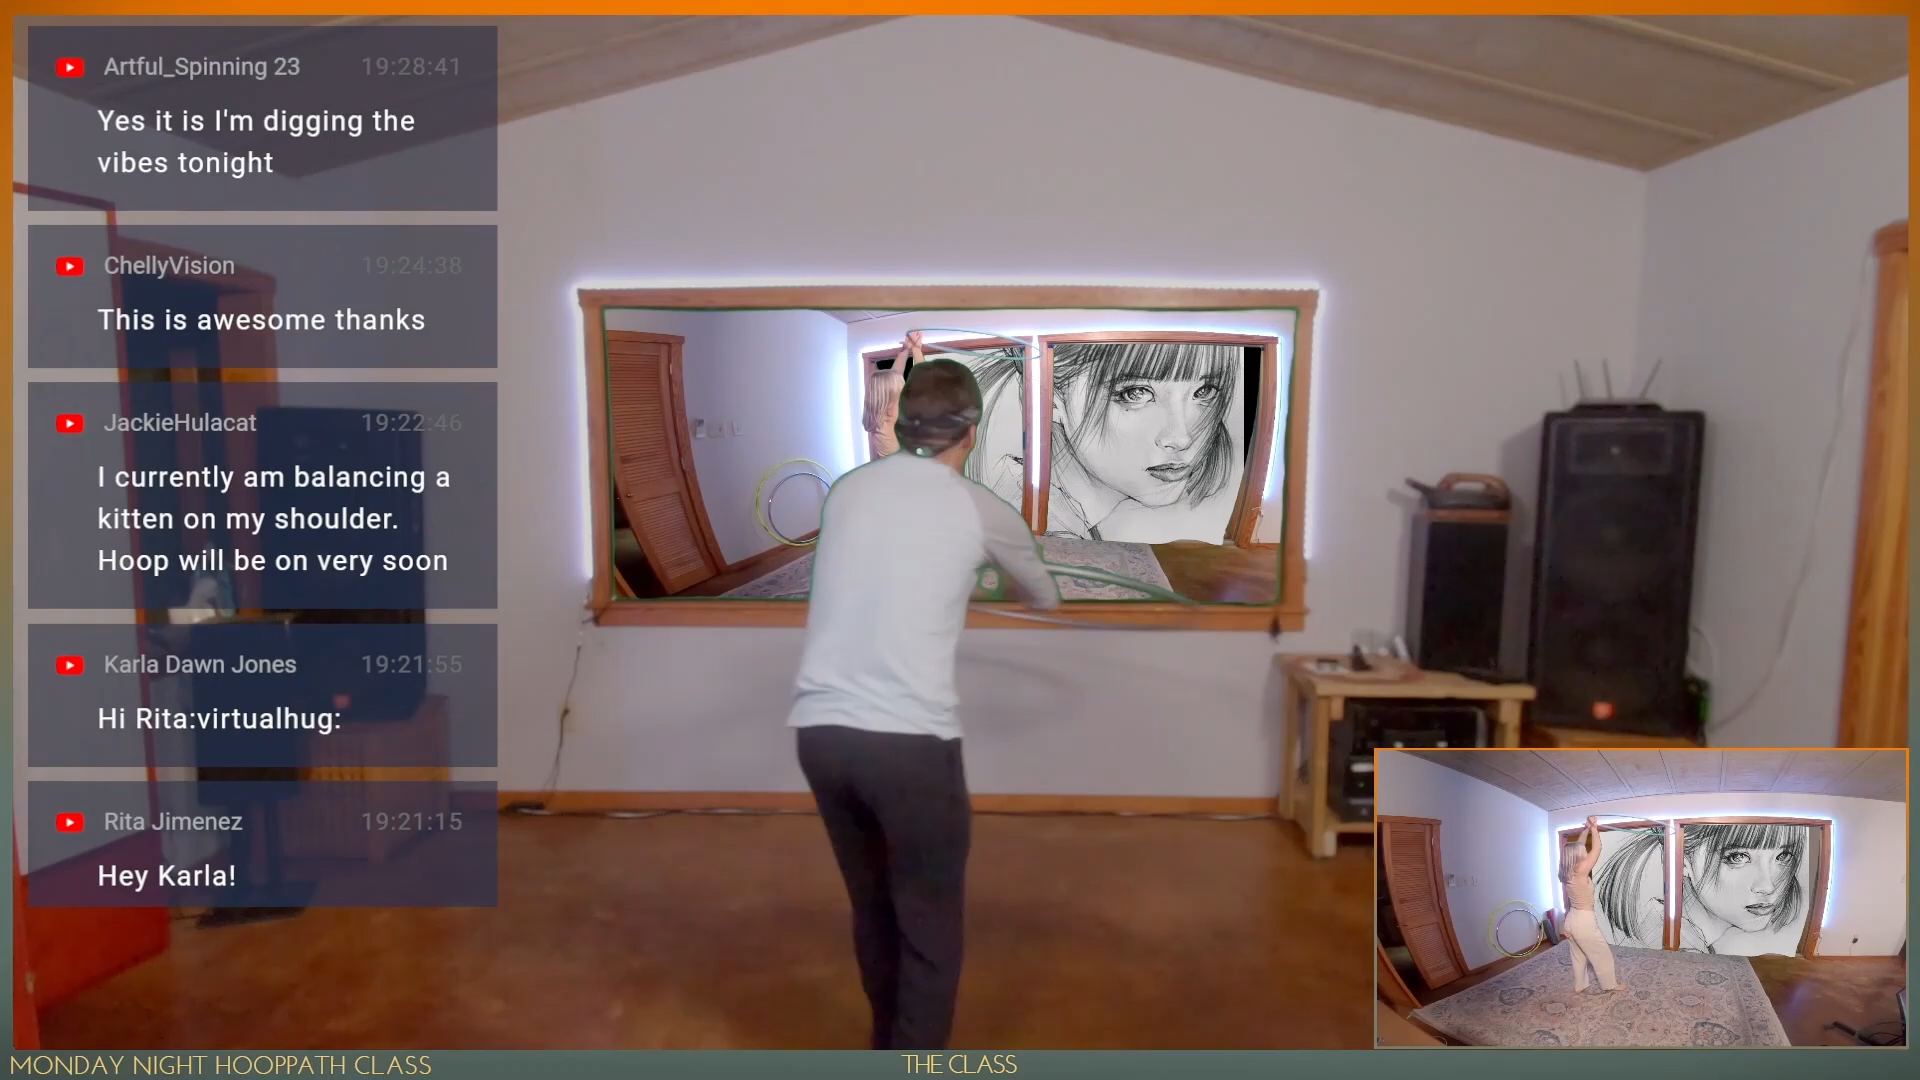 Artful_Spinning 23 19:28:41
Yes it is I'm digging the
vibes tonight
ChellyVision 19:24:38
This is awesome thanks
JackieHulacat 19:22:46
I currently am balancing a
kitten on my shoulder.
Hoop will be on very soon
Karla Dawn Jones 19:21:55
Hi Rita:virtualhug:
Rita Jimenez 19:21:15
Hey Karla!
MONDAY NIGHT HOOPPATH CLASS
THE CLASS